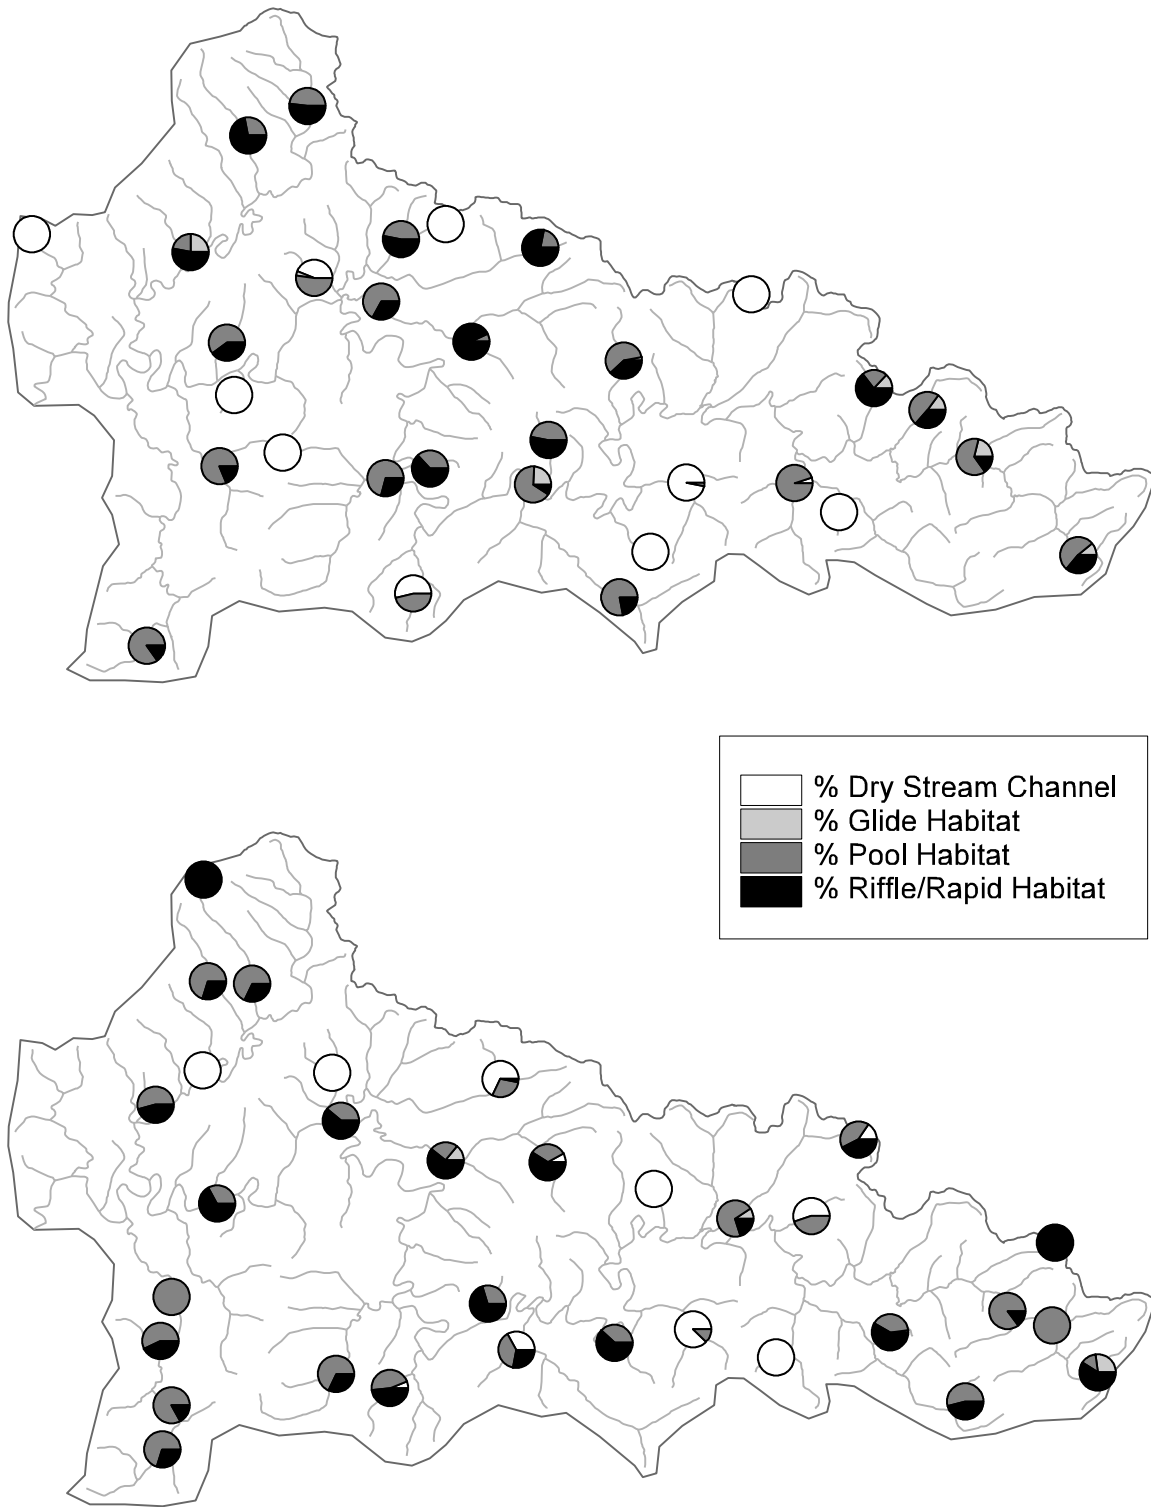 % Dry Stream Channel
% Glide Habitat
% Pool Habitat
% Riffle/Rapid Habitat